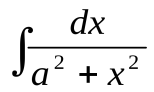 ∫ dx / (a² + x²)